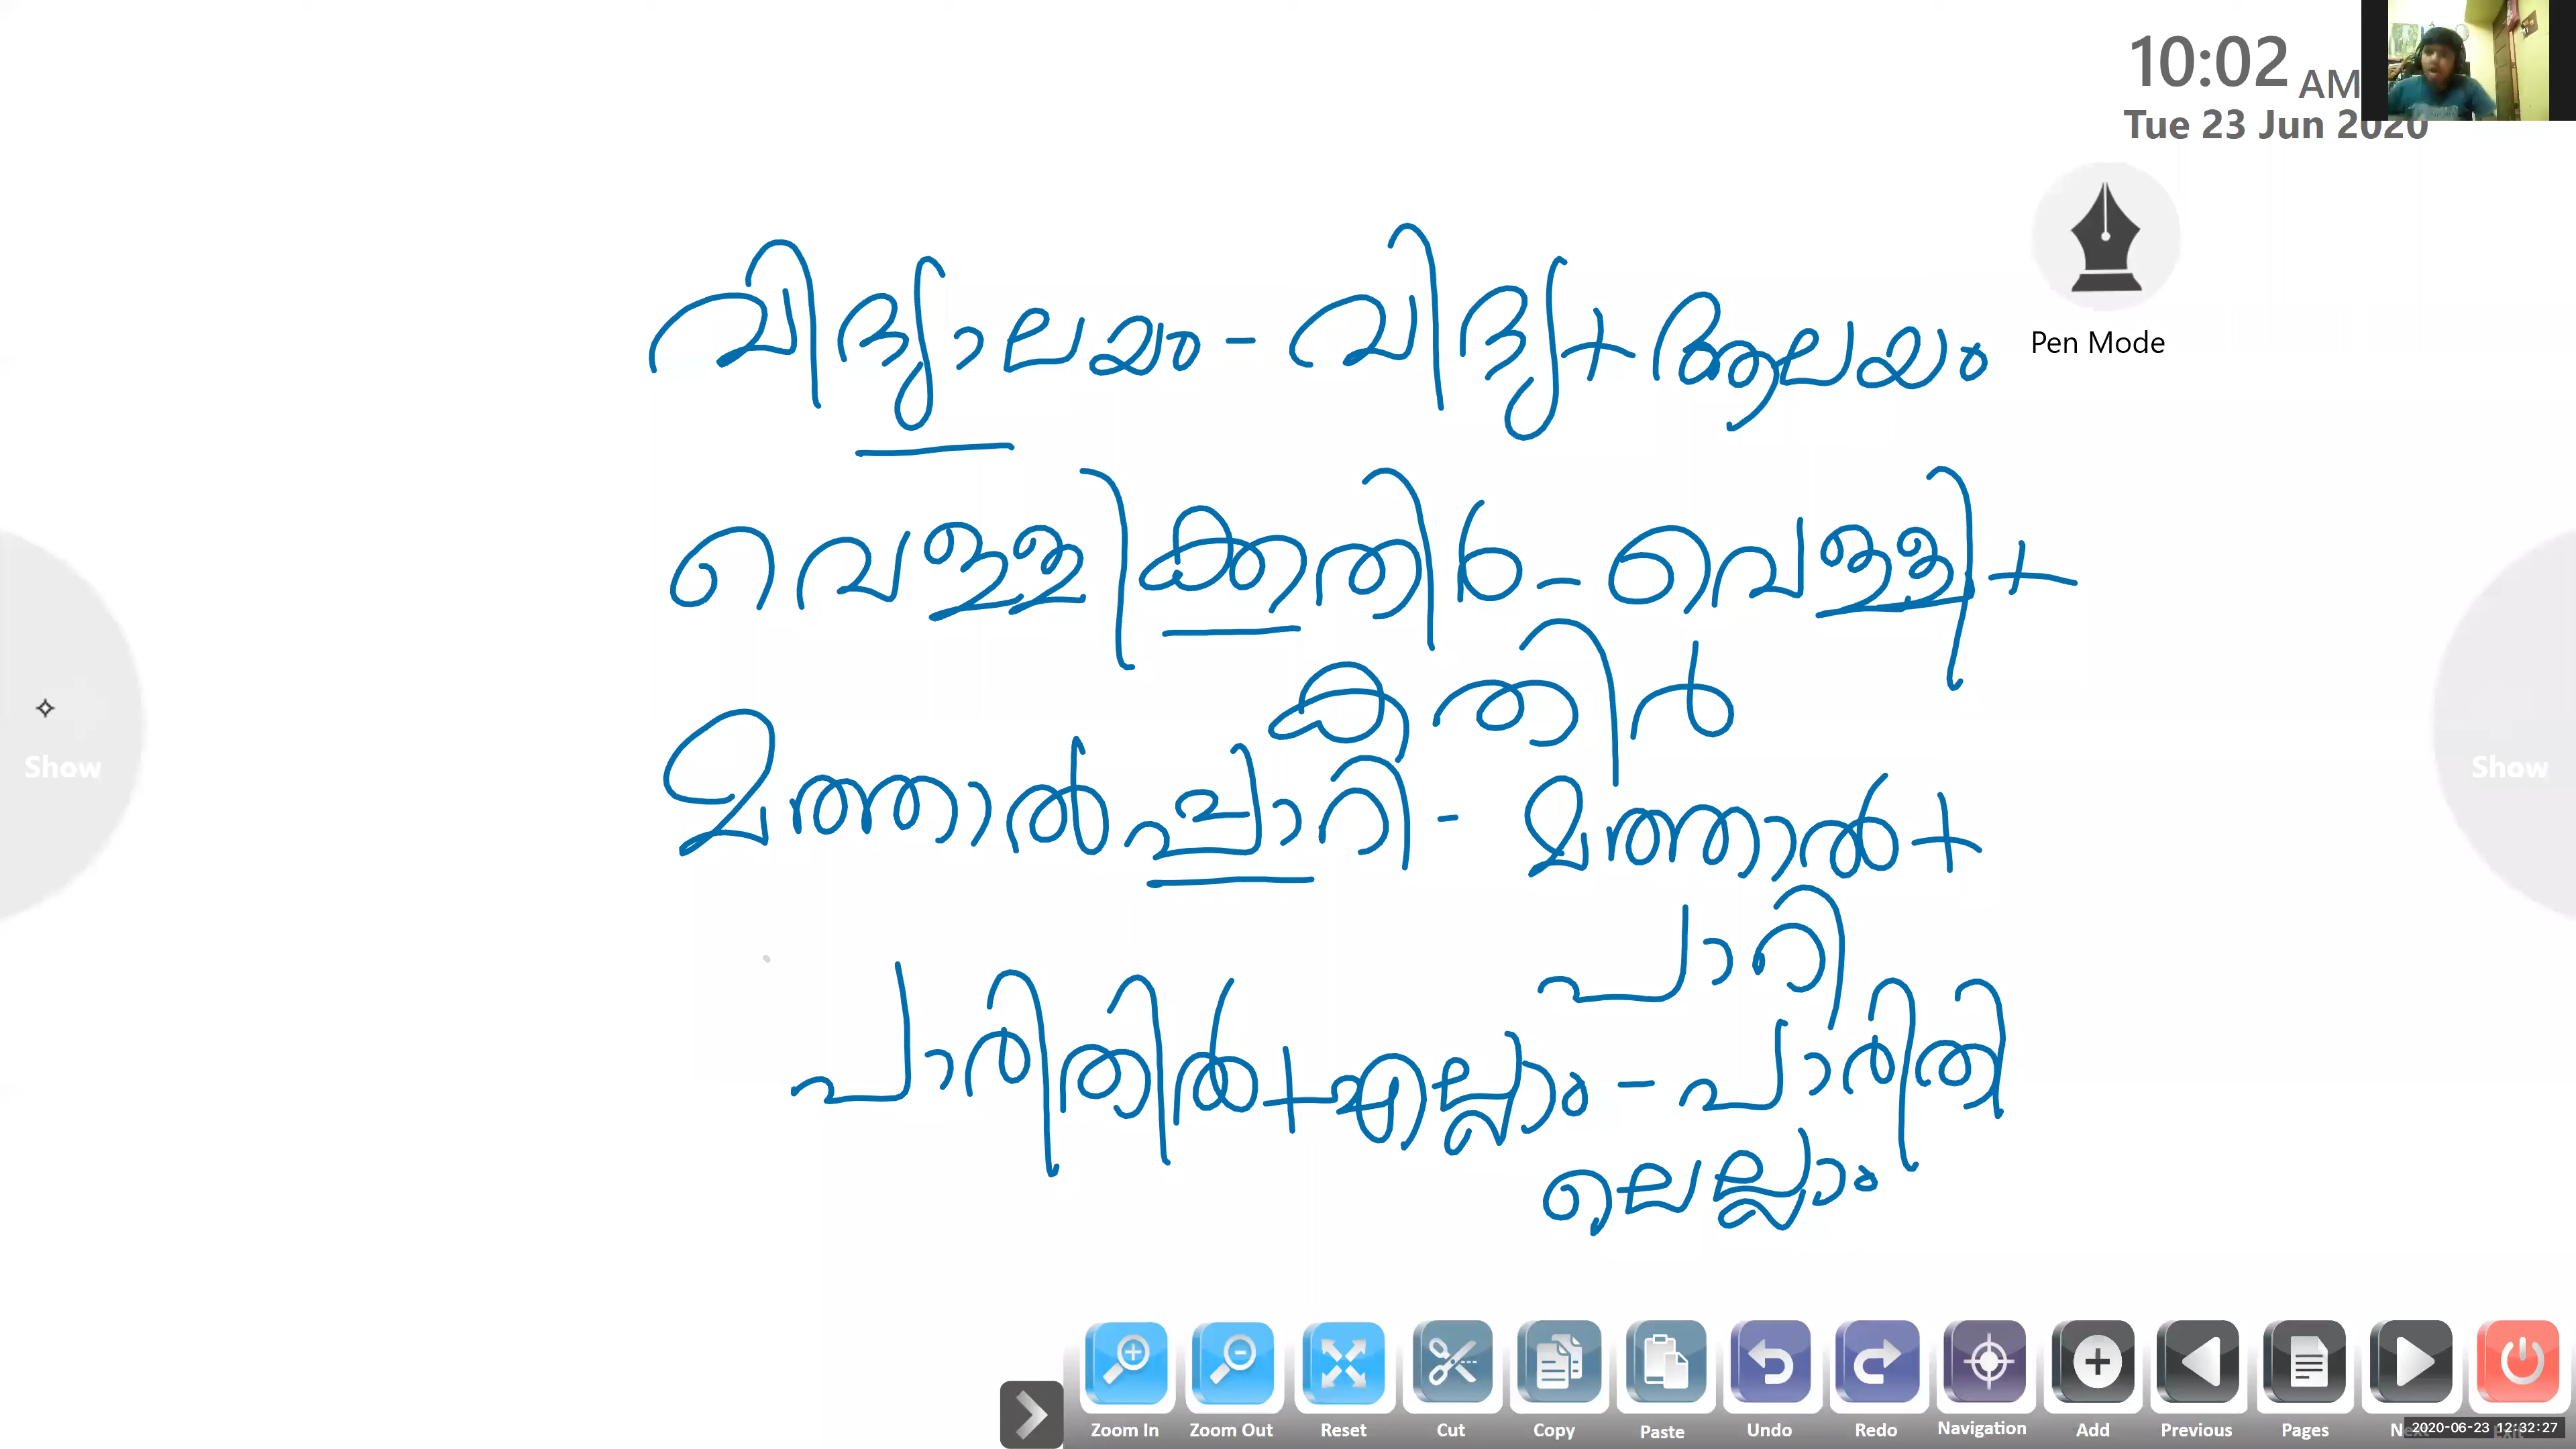 10:02 AM
Tue 23 Jun 2020
Pen Mode
വിദ്യാലയം - വിദ്യ + ആലയം
വെള്ളിക്കതിർ - വെള്ളി +
കതിർ
മത്താൽപ്പാറി - മത്താൽ +
പാറി
പാരിതിൽ + എല്ലാം - പാരിതി
ലെല്ലാം
Show
Show
Zoom In Zoom Out Reset Cut Copy Paste Undo Redo Navigation Add Previous Pages
2020-06-23 12:32:27